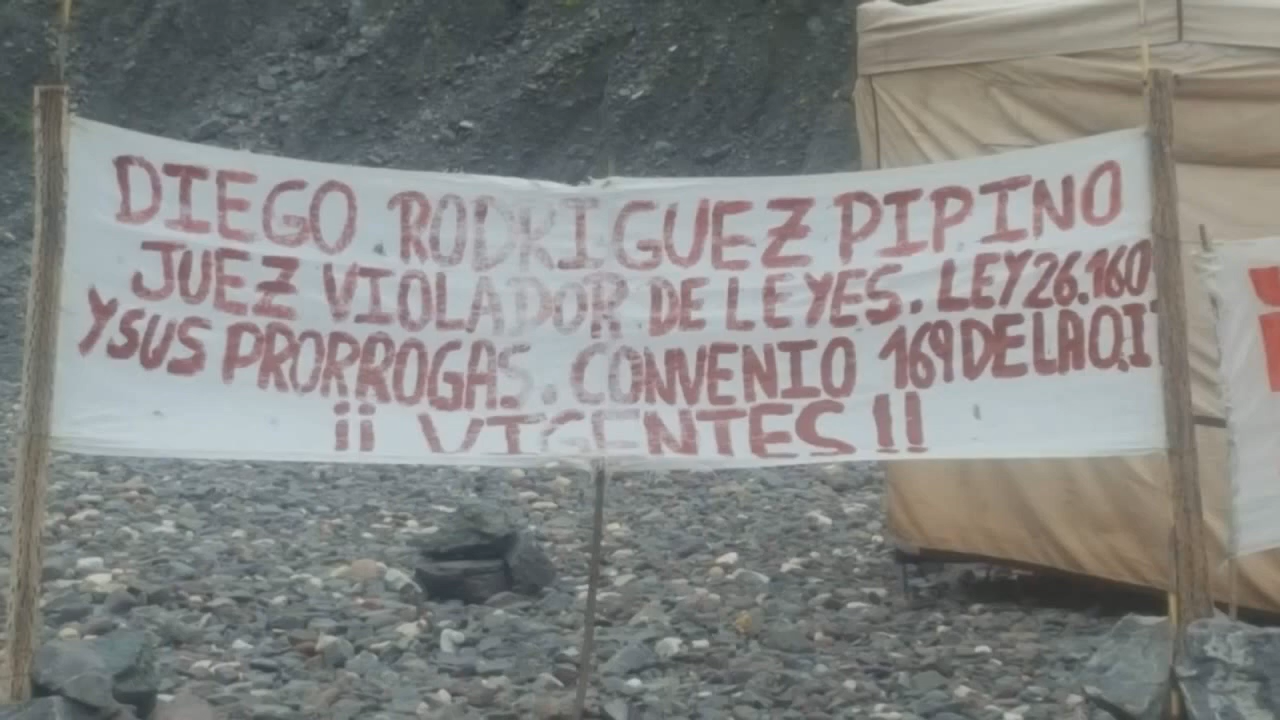 DIEGO RODRIGUEZ PIPINO
JUEZ VIOLADOR DE LEYES. LEY 26.160
Y SUS PRORROGAS. CONVENIO 169 DE LA O.I
¡¡ VIGENTES !!